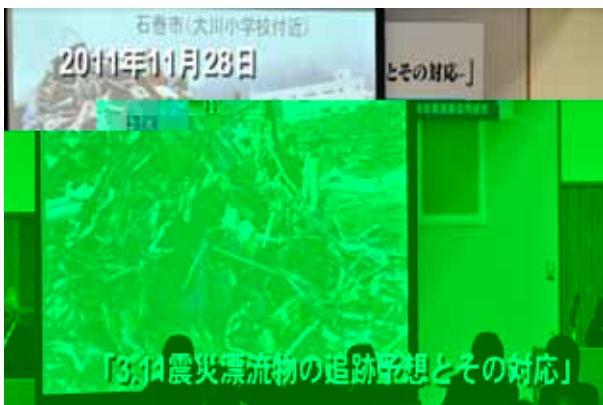 石巻市(大川小学校付近)
2011年11月28日
とその対応-」
「3.11震災漂流物の追跡予想とその対応」